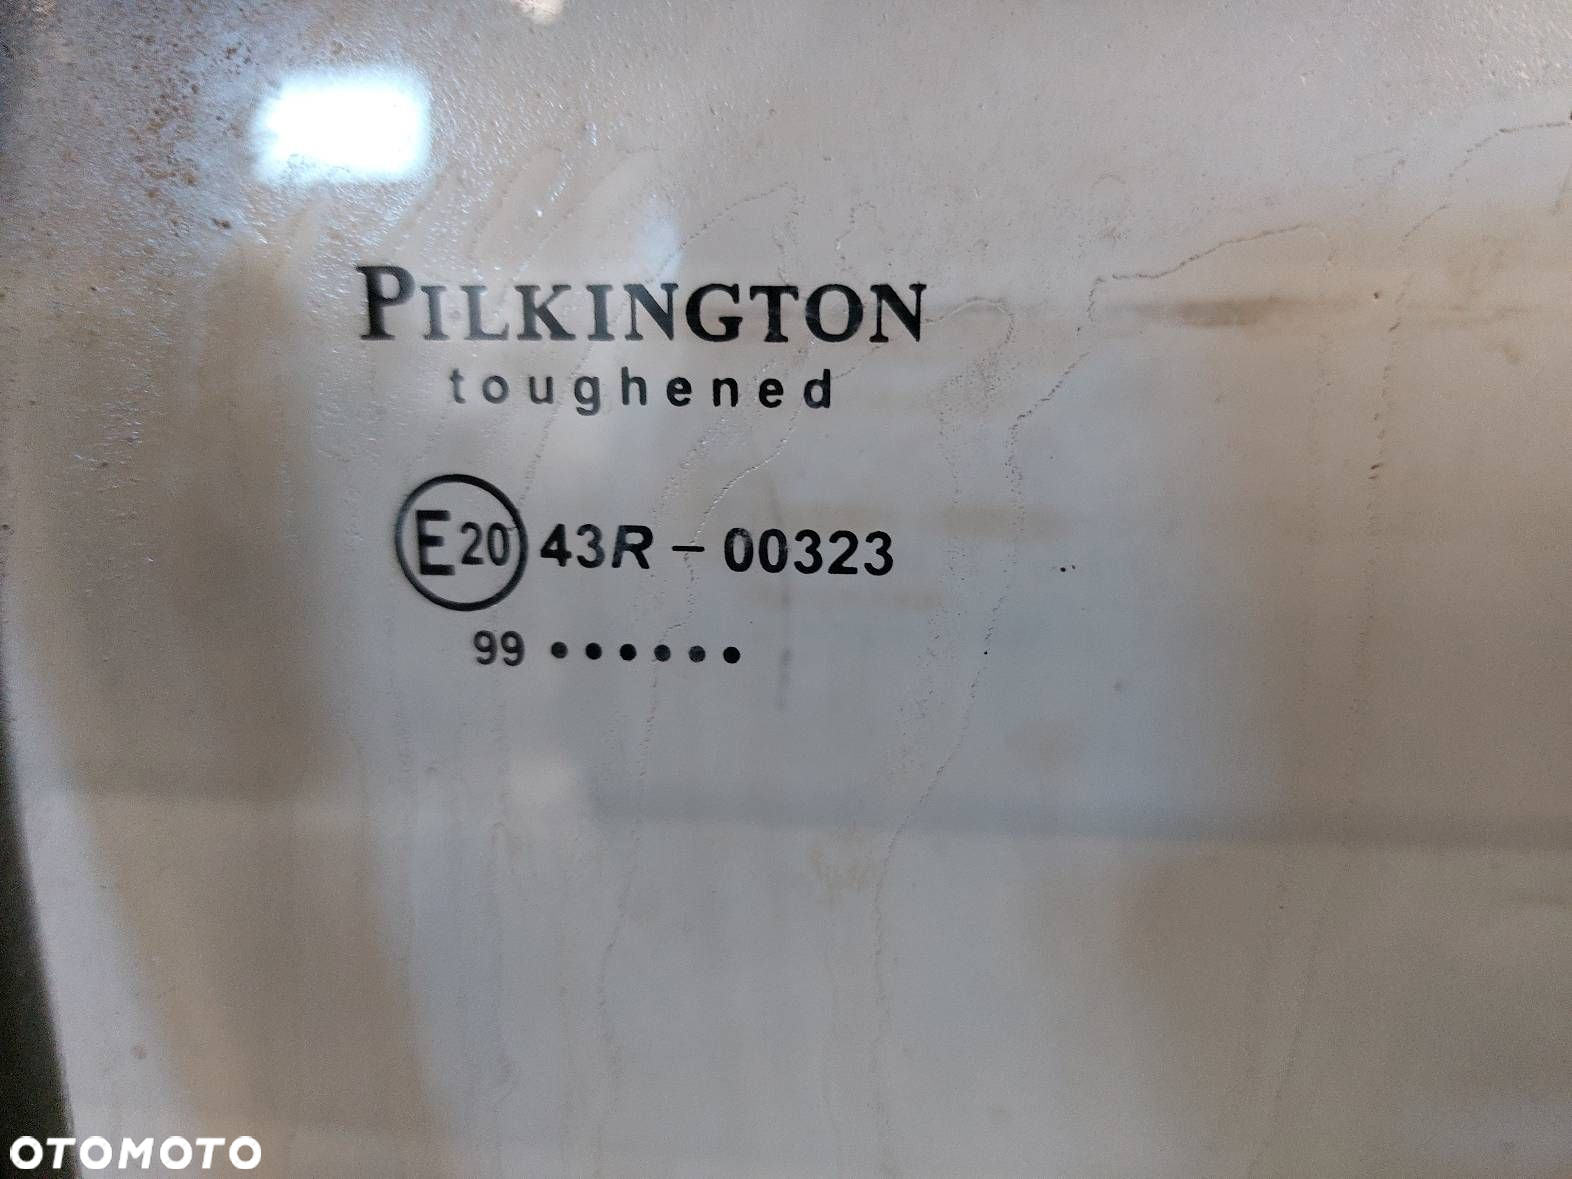 PILKINGTON
toughened
E20 43R - 00323
99 ••••••
OTOMOTO